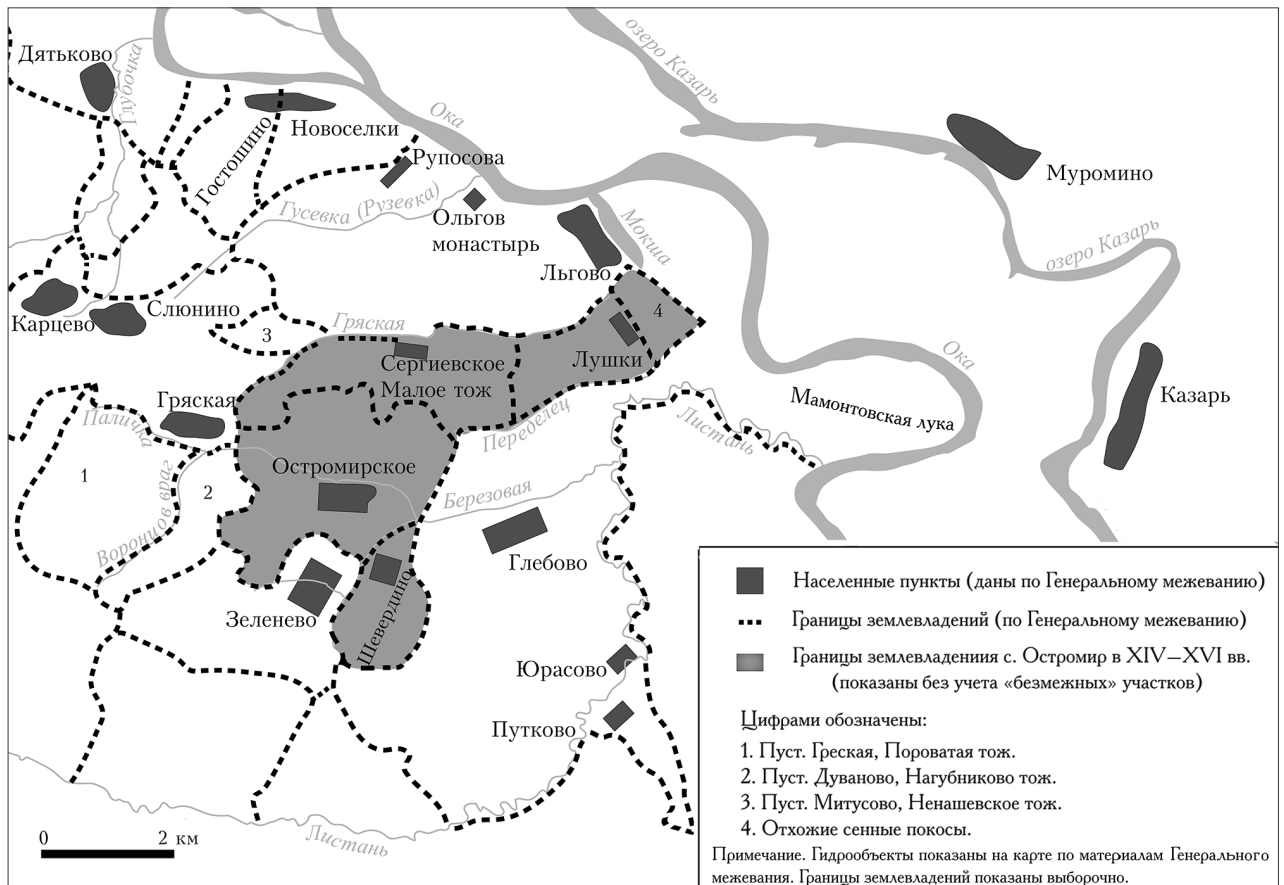 Дятьково
Глубочка
озеро Казарь
Ока
Новоселки
Гостошино
Рупосова
Гусевка (Рузевка)
Ольгов
монастырь
Мокша
Муромино
озеро Казарь
Льгово
Карцево
Слюнино
3
Гряская
4
Сергиевское
Малое тож
Лушки
Ока
Гряская
Паличка
Переделец
Листань
Мамонтовская лука
Казарь
1
2
Остромирское
Воронцов враг
Березовая
Глебово
Зеленево
Шевердино
Юрасово
Путково
Листань
0 2 км
Населенные пункты (даны по Генеральному межеванию)
Границы землевладений (по Генеральному межеванию)
Границы землевладениия с. Остромир в XIV–XVI вв.
(показаны без учета «безмежных» участков)
Цифрами обозначены:
1. Пуст. Греская, Пороватая тож.
2. Пуст. Дуваново, Нагубниково тож.
3. Пуст. Митусово, Ненашевское тож.
4. Отхожие сенные покосы.
Примечание. Гидрообъекты показаны на карте по материалам Генерального
межевания. Границы землевладений показаны выборочно.